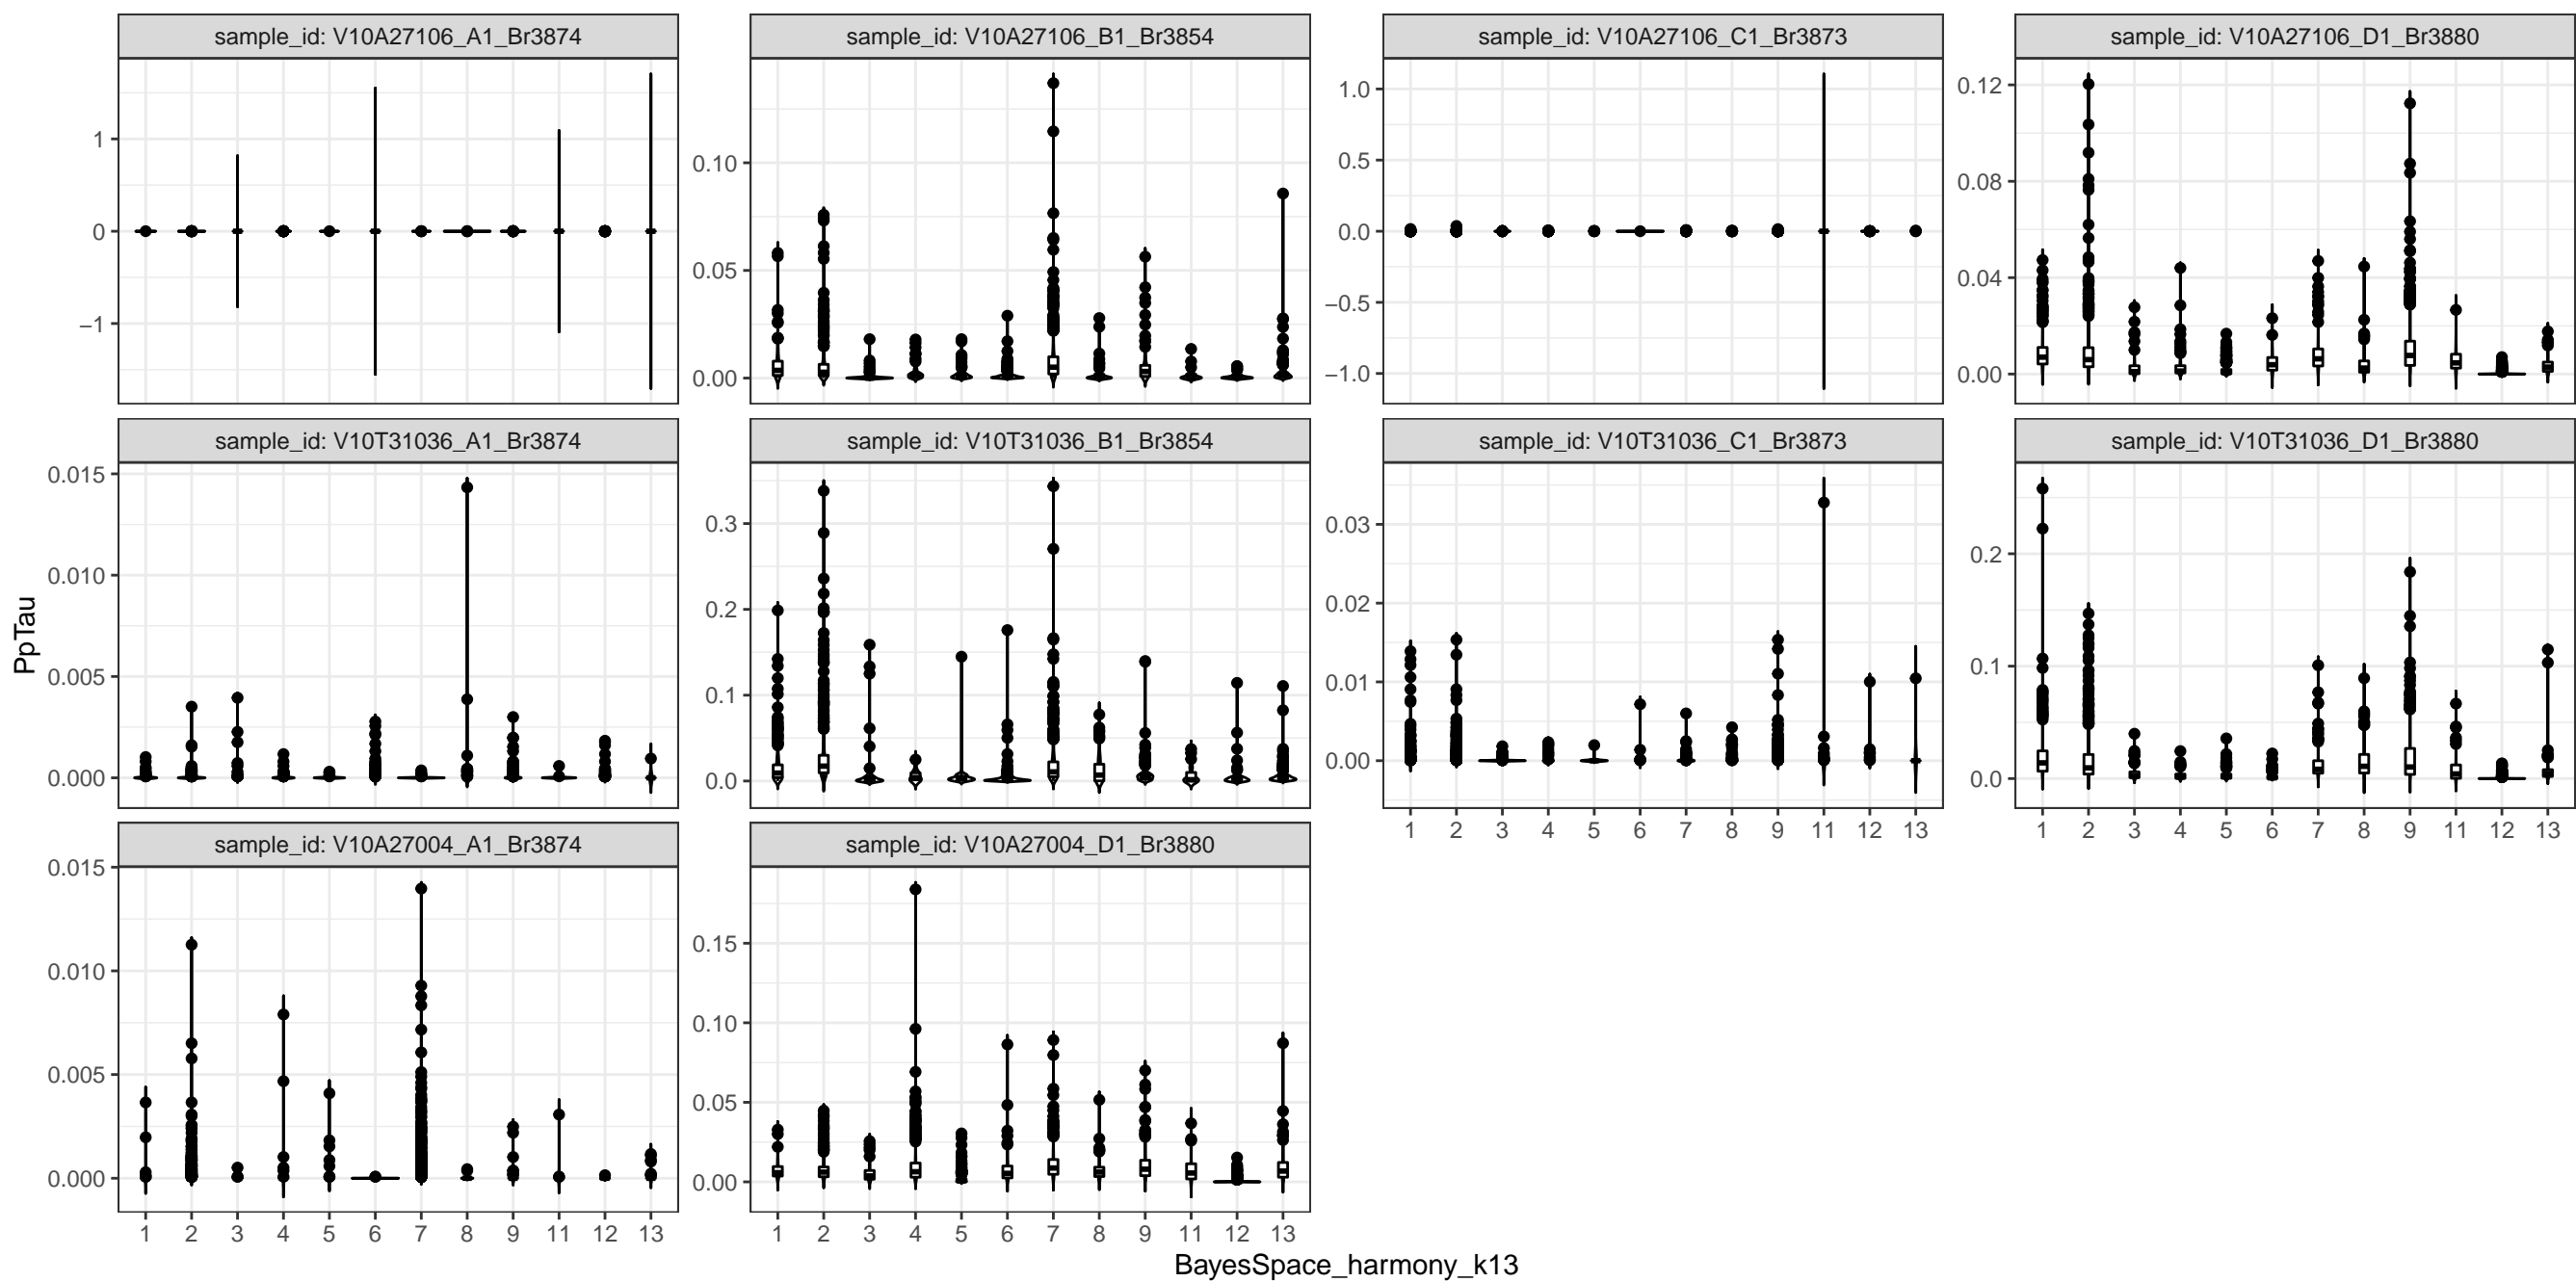 sample_id: V10A27106_A1_Br3874
sample_id: V10A27106_B1_Br3854
sample_id: V10A27106_C1_Br3873
sample_id: V10A27106_D1_Br3880
1
0
−1
0.10
0.05
0.00
1.0
0.5
0.0
−0.5
−1.0
0.12
0.08
0.04
0.00
sample_id: V10T31036_A1_Br3874
sample_id: V10T31036_B1_Br3854
sample_id: V10T31036_C1_Br3873
sample_id: V10T31036_D1_Br3880
PpTau
0.015
0.010
0.005
0.000
0.3
0.2
0.1
0.0
0.03
0.02
0.01
0.00
0.2
0.1
0.0
1 2 3 4 5 6 7 8 9 11 12 13
1 2 3 4 5 6 7 8 9 11 12 13
sample_id: V10A27004_A1_Br3874
sample_id: V10A27004_D1_Br3880
0.015
0.010
0.005
0.000
0.15
0.10
0.05
0.00
1 2 3 4 5 6 7 8 9 11 12 13
1 2 3 4 5 6 7 8 9 11 12 13
BayesSpace_harmony_k13